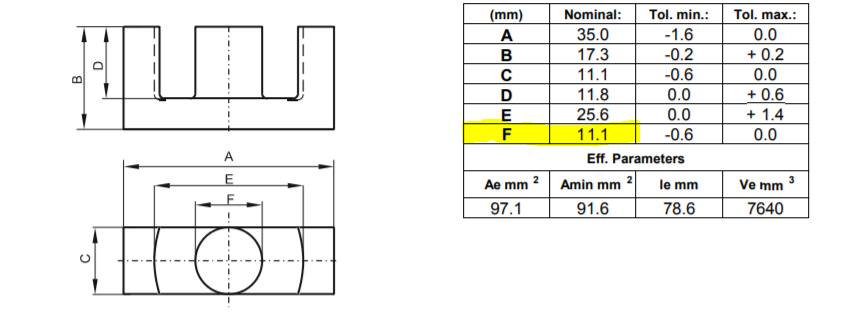 B
D
A
E
F
C
(mm) Nominal: Tol. min.: Tol. max.:
A 35.0 -1.6 0.0
B 17.3 -0.2 + 0.2
C 11.1 -0.6 0.0
D 11.8 0.0 + 0.6
E 25.6 0.0 + 1.4
F 11.1 -0.6 0.0
Eff. Parameters
Ae mm 2 Amin mm 2 le mm Ve mm 3
97.1 91.6 78.6 7640